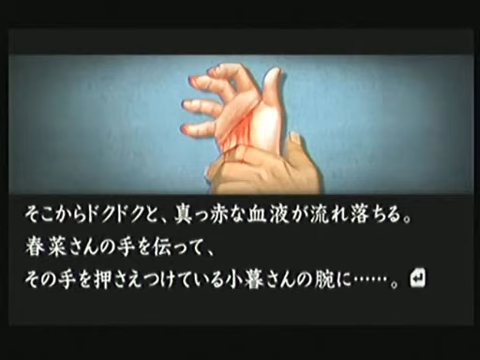 そこからドクドクと、真っ赤な血液が流れ落ちる。
春菜さんの手を伝って、
その手を押さえつけている小暮さんの腕に……。